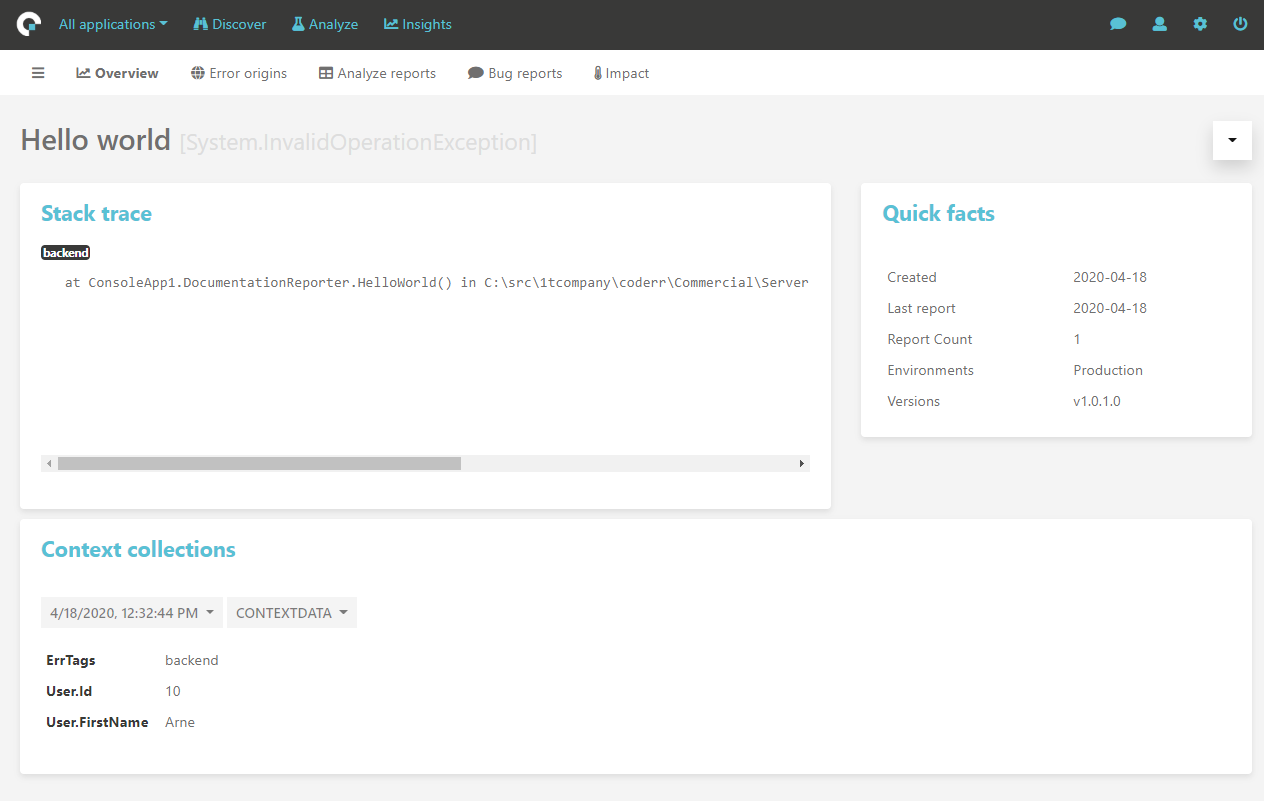 All applications Discover Analyze Insights
Overview Error origins Analyze reports Bug reports Impact
Hello world [System.InvalidOperationException]
Stack trace
backend
at ConsoleApp1.DocumentationReporter.HelloWorld() in C:\src\1tcompany\coderr\Commercial\Server
Quick facts
Created 2020-04-18
Last report 2020-04-18
Report Count 1
Environments Production
Versions v1.0.1.0
Context collections
4/18/2020, 12:32:44 PM CONTEXTDATA
ErrTags backend
User.Id 10
User.FirstName Arne